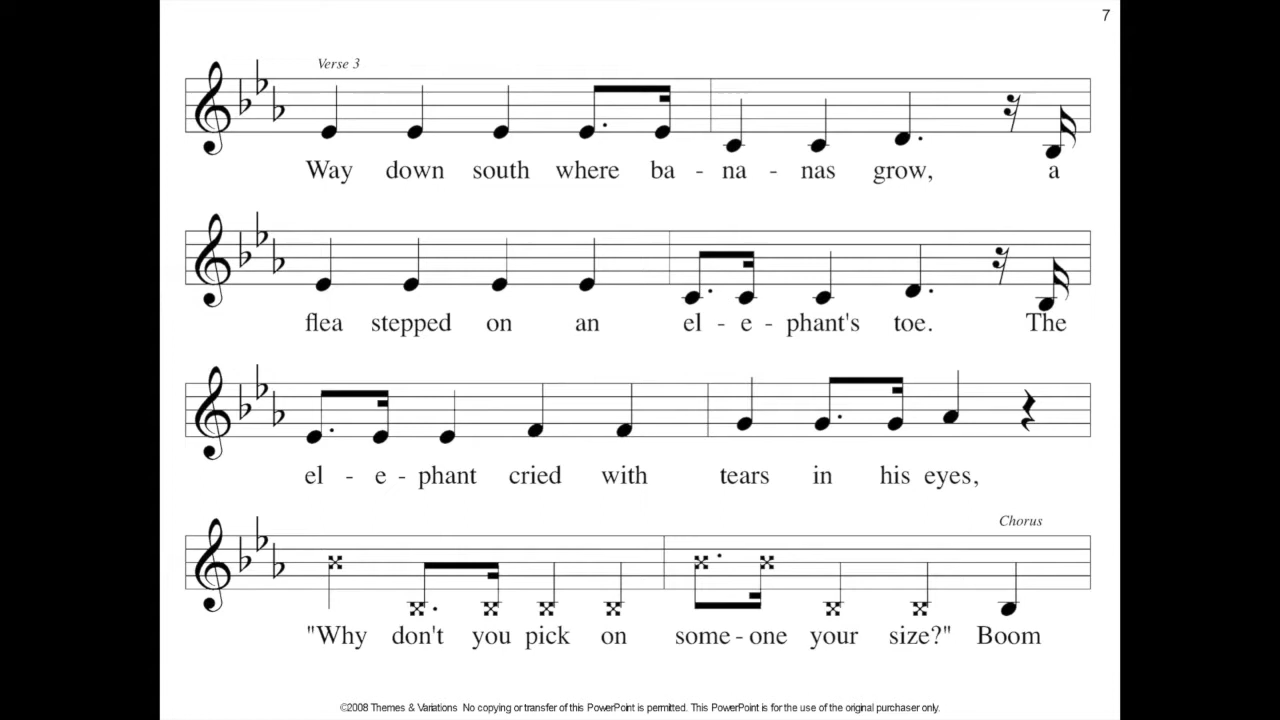 7
Verse 3
Way down south where ba - na - nas grow, a
flea stepped on an el - e - phant's toe. The
el - e - phant cried with tears in his eyes,
Chorus
"Why don't you pick on some - one your size?" Boom
©2008 Themes & Variations No copying or transfer of this PowerPoint is permitted. This PowerPoint is for the use of the original purchaser only.